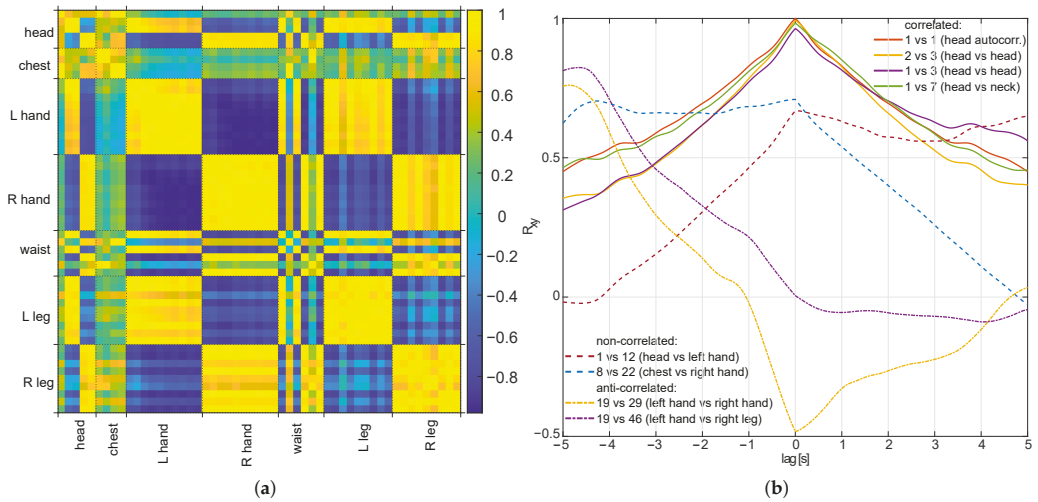 head
chest
L hand
R hand
waist
L leg
R leg
head
chest
L hand
R hand
waist
L leg
R leg
1
0.8
0.6
0.4
0.2
0
−0.2
−0.4
−0.6
−0.8
(a)
1
0.5
0
−0.5
R_xy
−5 −4 −3 −2 −1 0 1 2 3 4 5
lag [s]
correlated:
1 vs 1 (head autocorr.)
2 vs 3 (head vs head)
1 vs 3 (head vs head)
1 vs 7 (head vs neck)
non-correlated:
1 vs 12 (head vs left hand)
8 vs 22 (chest vs right hand)
anti-correlated:
19 vs 29 (left hand vs right hand)
19 vs 46 (left hand vs right leg)
(b)